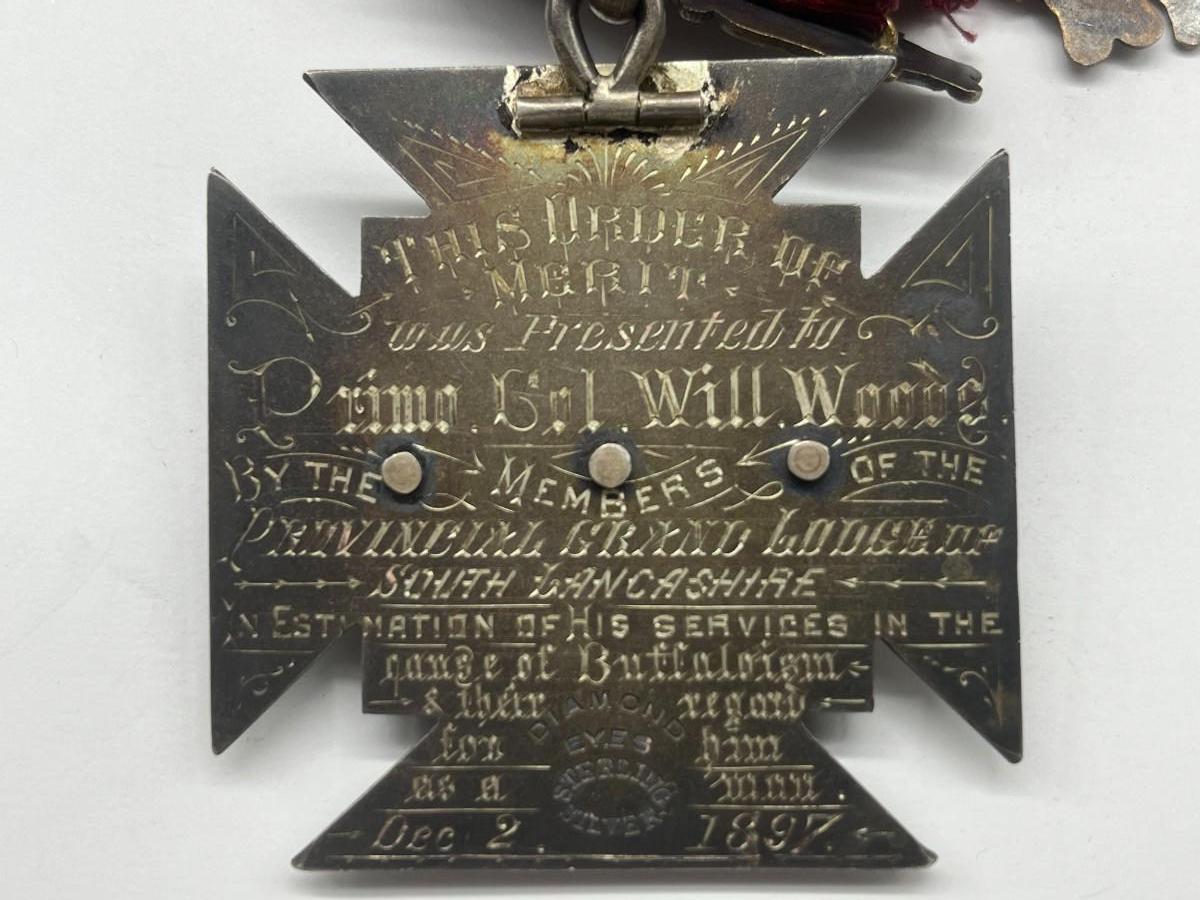 THIS ORDER OF
MERIT
was Presented to
Primo. Col. Will. Woods.
BY THE MEMBERS OF THE
PROVINCIAL GRAND LODGE OF
SOUTH LANCASHIRE
IN ESTIMATION OF HIS SERVICES IN THE
cause of Buffaloism
& their regard
for him
as a man.
DIAMOND
EYES
STERLING
SILVER
Dec 2. 1897.